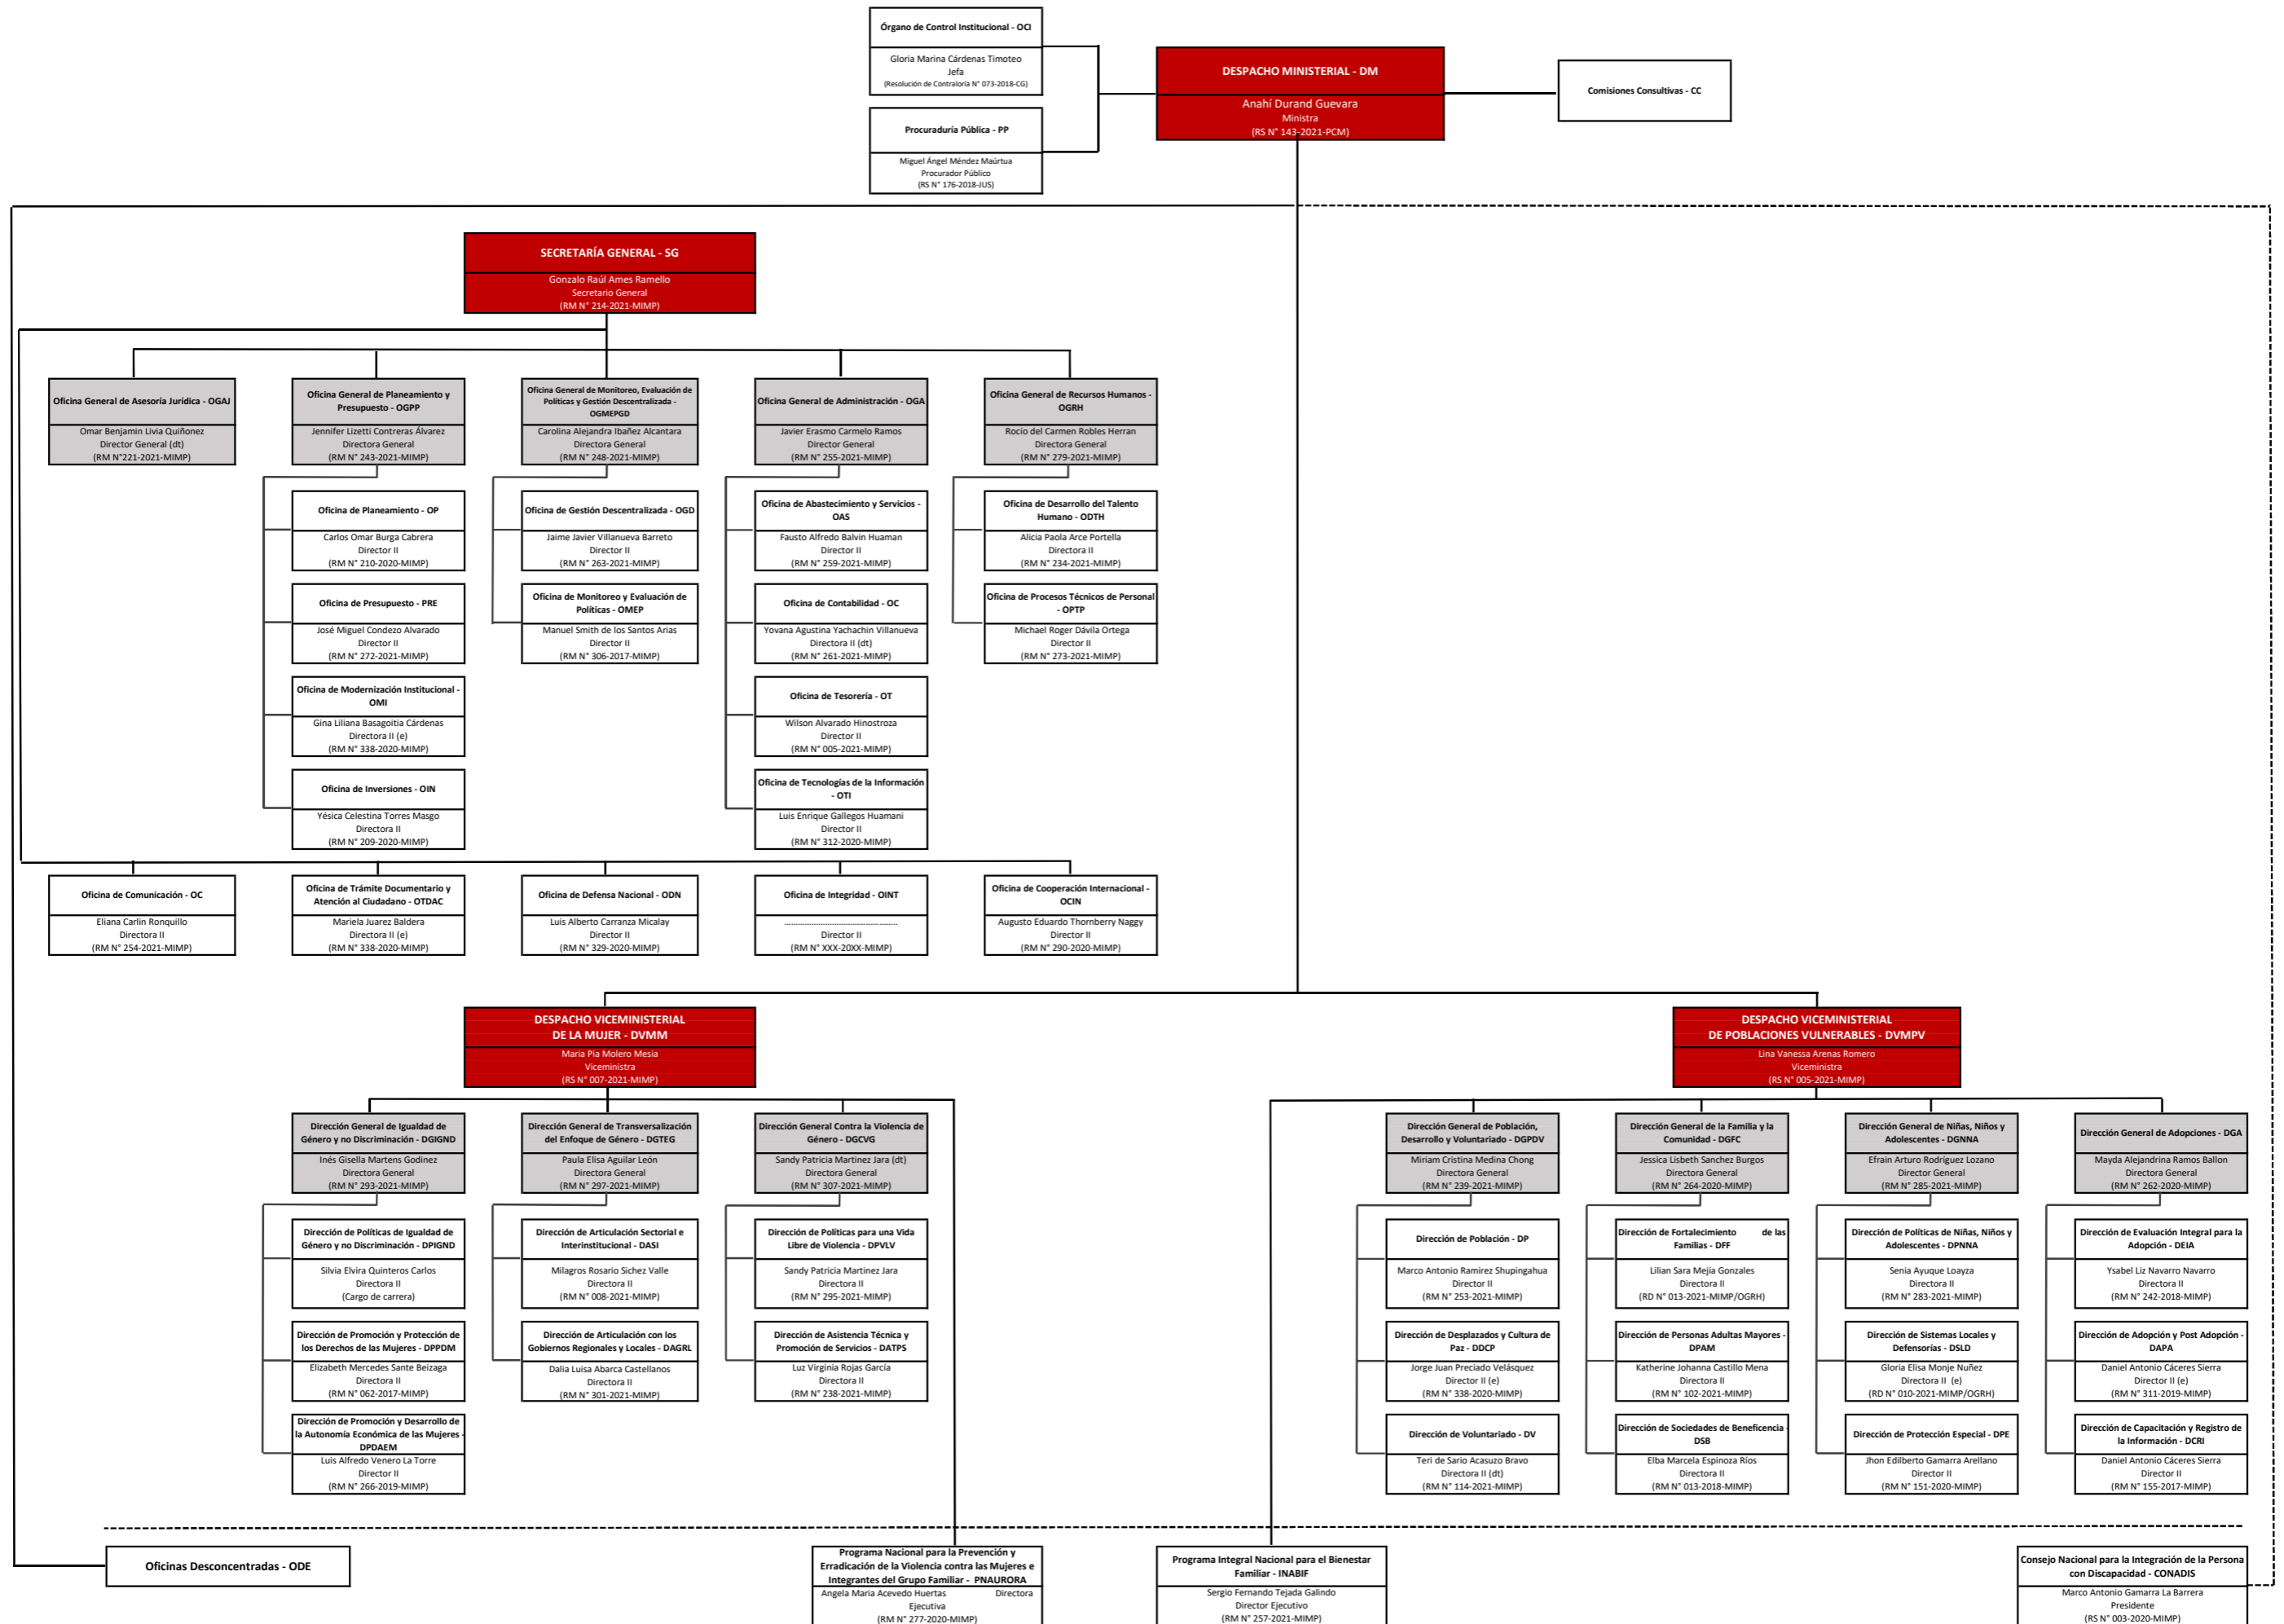 Órgano de Control Institucional - OCI
Gloria Marina Cárdenas Timoteo
Jefa
(Resolución de Contraloría N° 073-2018-CG)
DESPACHO MINISTERIAL - DM
Anahí Durand Guevara
Ministra
(RS N° 143-2021-PCM)
Comisiones Consultivas - CC
Procuraduría Pública - PP
Miguel Ángel Méndez Maúrtua
Procurador Público
(RS N° 176-2018-JUS)
SECRETARÍA GENERAL - SG
Gonzalo Raúl Ames Ramello
Secretario General
(RM N° 214-2021-MIMP)
Oficina General de Asesoría Jurídica - OGAJ
Omar Benjamin Livia Quiñonez
Director General (dt)
(RM N°221-2021-MIMP)
Oficina General de Planeamiento y
Presupuesto - OGPP
Jennifer Lizetti Contreras Álvarez
Directora General
(RM N° 243-2021-MIMP)
Oficina General de Monitoreo, Evaluación de
Políticas y Gestión Descentralizada -
OGMEPGD
Carolina Alejandra Ibañez Alcantara
Directora General
(RM N° 248-2021-MIMP)
Oficina General de Administración - OGA
Javier Erasmo Carmelo Ramos
Director General
(RM N° 255-2021-MIMP)
Oficina General de Recursos Humanos -
OGRH
Rocío del Carmen Robles Herran
Directora General
(RM N° 279-2021-MIMP)
Oficina de Planeamiento - OP
Carlos Omar Burga Cabrera
Director II
(RM N° 210-2020-MIMP)
Oficina de Gestión Descentralizada - OGD
Jaime Javier Villanueva Barreto
Director II
(RM N° 263-2021-MIMP)
Oficina de Abastecimiento y Servicios -
OAS
Fausto Alfredo Balvin Huaman
Director II
(RM N° 259-2021-MIMP)
Oficina de Desarrollo del Talento
Humano - ODTH
Alicia Paola Arce Portella
Directora II
(RM N° 234-2021-MIMP)
Oficina de Presupuesto - PRE
José Miguel Condezo Alvarado
Director II
(RM N° 272-2021-MIMP)
Oficina de Monitoreo y Evaluación de
Políticas - OMEP
Manuel Smith de los Santos Arias
Director II
(RM N° 306-2017-MIMP)
Oficina de Contabilidad - OC
Yovana Agustina Yachachin Villanueva
Directora II (dt)
(RM N° 261-2021-MIMP)
Oficina de Procesos Técnicos de Personal
- OPTP
Michael Roger Dávila Ortega
Director II
(RM N° 273-2021-MIMP)
Oficina de Modernización Institucional -
OMI
Gina Liliana Basagoitia Cárdenas
Directora II (e)
(RM N° 338-2020-MIMP)
Oficina de Tesorería - OT
Wilson Alvarado Hinostroza
Director II
(RM N° 005-2021-MIMP)
Oficina de Inversiones - OIN
Yésica Celestina Torres Masgo
Directora II
(RM N° 209-2020-MIMP)
Oficina de Tecnologías de la Información
- OTI
Luis Enrique Gallegos Huamani
Director II
(RM N° 312-2020-MIMP)
Oficina de Comunicación - OC
Eliana Carlin Ronquillo
Directora II
(RM N° 254-2021-MIMP)
Oficina de Trámite Documentario y
Atención al Ciudadano - OTDAC
Mariela Juarez Baldera
Directora II (e)
(RM N° 338-2020-MIMP)
Oficina de Defensa Nacional - ODN
Luis Alberto Carranza Micalay
Director II
(RM N° 329-2020-MIMP)
Oficina de Integridad - OINT
................................................
Director II
(RM N° XXX-20XX-MIMP)
Oficina de Cooperación Internacional -
OCIN
Augusto Eduardo Thornberry Naggy
Director II
(RM N° 290-2020-MIMP)
DESPACHO VICEMINISTERIAL
DE LA MUJER - DVMM
Maria Pia Molero Mesia
Viceministra
(RS N° 007-2021-MIMP)
DESPACHO VICEMINISTERIAL
DE POBLACIONES VULNERABLES - DVMPV
Lina Vanessa Arenas Romero
Viceministra
(RS N° 005-2021-MIMP)
Dirección General de Igualdad de
Género y no Discriminación - DGIGND
Inés Gisella Martens Godinez
Directora General
(RM N° 293-2021-MIMP)
Dirección General de Transversalización
del Enfoque de Género - DGTEG
Paula Elisa Aguilar León
Directora General
(RM N° 297-2021-MIMP)
Dirección General Contra la Violencia de
Género - DGCVG
Sandy Patricia Martinez Jara (dt)
Directora General
(RM N° 307-2021-MIMP)
Dirección General de Población,
Desarrollo y Voluntariado - DGPDV
Miriam Cristina Medina Chong
Directora General
(RM N° 239-2021-MIMP)
Dirección General de la Familia y la
Comunidad - DGFC
Jessica Lisbeth Sanchez Burgos
Directora General
(RM N° 264-2020-MIMP)
Dirección General de Niñas, Niños y
Adolescentes - DGNNA
Efrain Arturo Rodríguez Lozano
Director General
(RM N° 285-2021-MIMP)
Dirección General de Adopciones - DGA
Mayda Alejandrina Ramos Ballon
Directora General
(RM N° 262-2020-MIMP)
Dirección de Políticas de Igualdad de
Género y no Discriminación - DPIGND
Silvia Elvira Quinteros Carlos
Directora II
(Cargo de carrera)
Dirección de Articulación Sectorial e
Interinstitucional - DASI
Milagros Rosario Sichez Valle
Directora II
(RM N° 008-2021-MIMP)
Dirección de Políticas para una Vida
Libre de Violencia - DPVLV
Sandy Patricia Martinez Jara
Directora II
(RM N° 295-2021-MIMP)
Dirección de Población - DP
Marco Antonio Ramirez Shupingahua
Director II
(RM N° 253-2021-MIMP)
Dirección de Fortalecimiento de las
Familias - DFF
Lilian Sara Mejía Gonzales
Directora II
(RD N° 013-2021-MIMP/OGRH)
Dirección de Políticas de Niñas, Niños y
Adolescentes - DPNNA
Senia Ayuque Loayza
Directora II
(RM N° 283-2021-MIMP)
Dirección de Evaluación Integral para la
Adopción - DEIA
Ysabel Liz Navarro Navarro
Directora II
(RM N° 242-2018-MIMP)
Dirección de Promoción y Protección de
los Derechos de las Mujeres - DPPDM
Elizabeth Mercedes Sante Beizaga
Directora II
(RM N° 062-2017-MIMP)
Dirección de Articulación con los
Gobiernos Regionales y Locales - DAGRL
Dalia Luisa Abarca Castellanos
Directora II
(RM N° 301-2021-MIMP)
Dirección de Asistencia Técnica y
Promoción de Servicios - DATPS
Luz Virginia Rojas García
Directora II
(RM N° 238-2021-MIMP)
Dirección de Desplazados y Cultura de
Paz - DDCP
Jorge Juan Preciado Velásquez
Director II (e)
(RM N° 338-2020-MIMP)
Dirección de Personas Adultas Mayores -
DPAM
Katherine Johanna Castillo Mena
Directora II
(RM N° 102-2021-MIMP)
Dirección de Sistemas Locales y
Defensorías - DSLD
Gloria Elisa Monje Nuñez
Directora II (e)
(RD N° 010-2021-MIMP/OGRH)
Dirección de Adopción y Post Adopción -
DAPA
Daniel Antonio Cáceres Sierra
Director II (e)
(RM N° 311-2019-MIMP)
Dirección de Promoción y Desarrollo de
la Autonomía Económica de las Mujeres -
DPDAEM
Luis Alfredo Venero La Torre
Director II
(RM N° 266-2019-MIMP)
Dirección de Voluntariado - DV
Teri de Sario Acasuzo Bravo
Directora II (dt)
(RM N° 114-2021-MIMP)
Dirección de Sociedades de Beneficencia -
DSB
Elba Marcela Espinoza Ríos
Directora II
(RM N° 013-2018-MIMP)
Dirección de Protección Especial - DPE
Jhon Edilberto Gamarra Arellano
Director II
(RM N° 151-2020-MIMP)
Dirección de Capacitación y Registro de
la Información - DCRI
Daniel Antonio Cáceres Sierra
Director II
(RM N° 155-2017-MIMP)
Oficinas Desconcentradas - ODE
Programa Nacional para la Prevención y
Erradicación de la Violencia contra las Mujeres e
Integrantes del Grupo Familiar - PNAURORA
Angela Maria Acevedo Huertas Directora
Ejecutiva
(RM N° 277-2020-MIMP)
Programa Integral Nacional para el Bienestar
Familiar - INABIF
Sergio Fernando Tejada Galindo
Director Ejecutivo
(RM N° 257-2021-MIMP)
Consejo Nacional para la Integración de la Persona
con Discapacidad - CONADIS
Marco Antonio Gamarra La Barrera
Presidente
(RS N° 003-2020-MIMP)